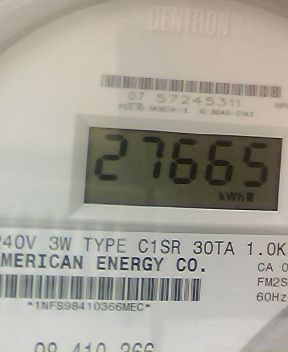 CENTRON®
07 57245311
27665
kWh
240V 3W TYPE C1SR 30TA 1.0K
AMERICAN ENERGY CO.
CA 0
FM2S
*1NFS98410366MEC*
60Hz
98 410 366